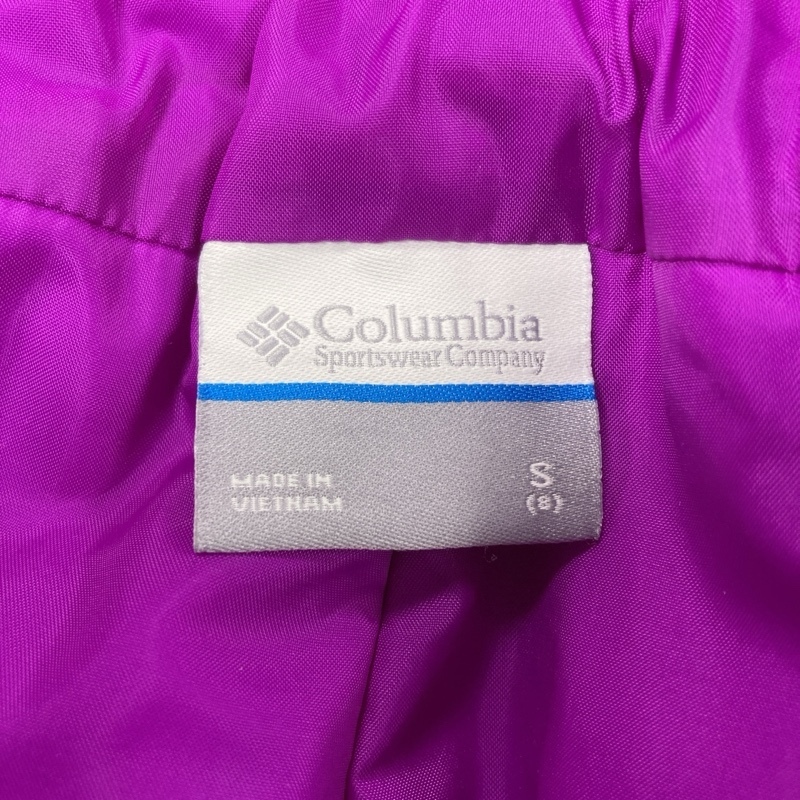 Columbia
Sportswear Company
MADE IN
VIETNAM
S
(8)